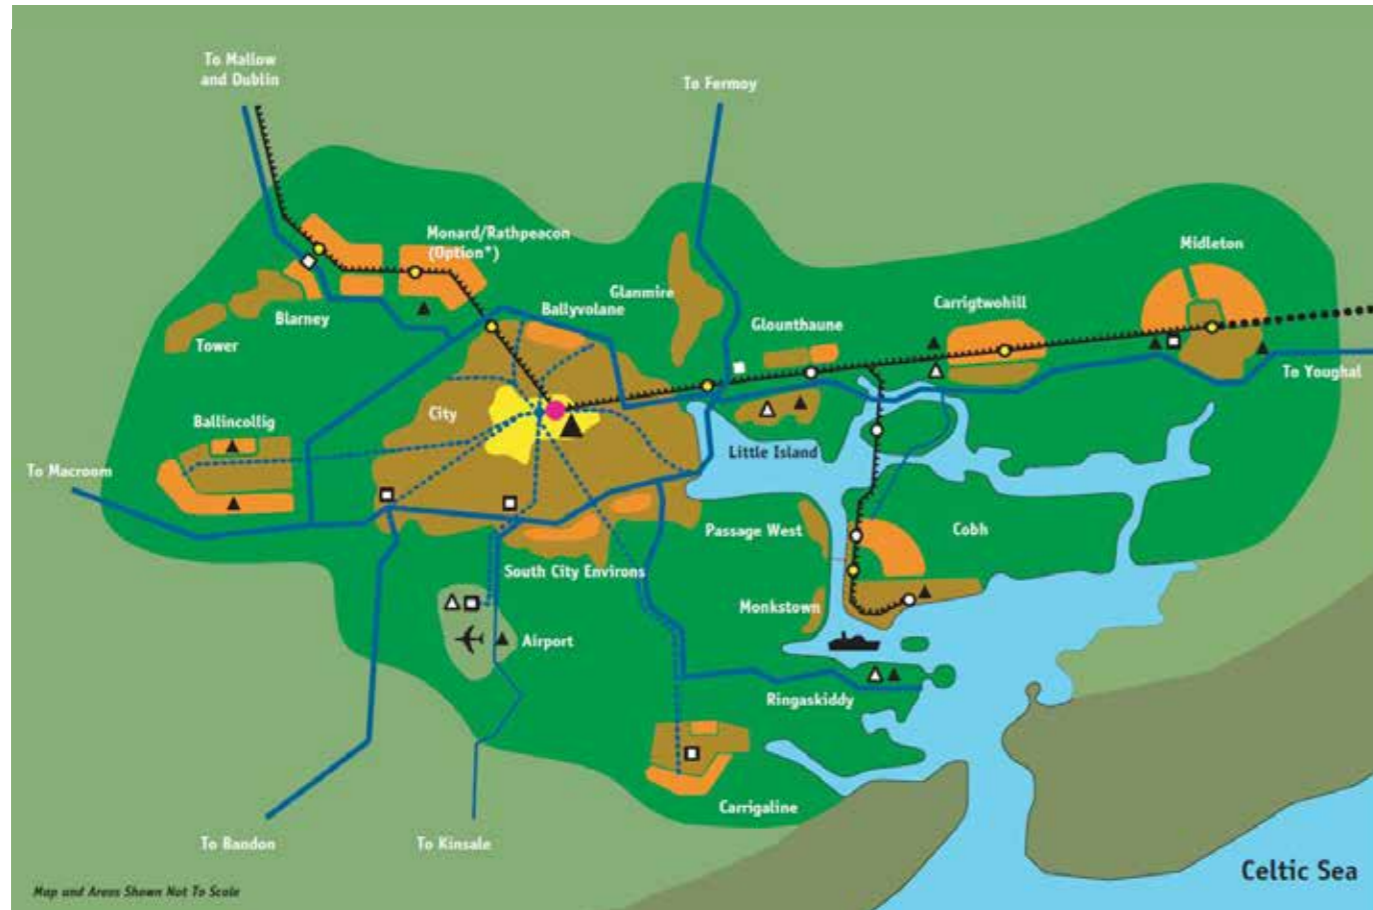 To Mallow
and Dublin
To Fermoy
Monard/Rathpeacon
(Option*)
Midleton
Glanmire
Ballyvolane
Carrigtwohill
Blarney
Glounthaune
Tower
To Youghal
City
Ballincollig
Little Island
To Macroom
Passage West
Cobh
South City Environs
Monkstown
Airport
Ringaskiddy
Carrigaline
To Bandon
To Kinsale
Celtic Sea
Map and Areas Shown Not To Scale